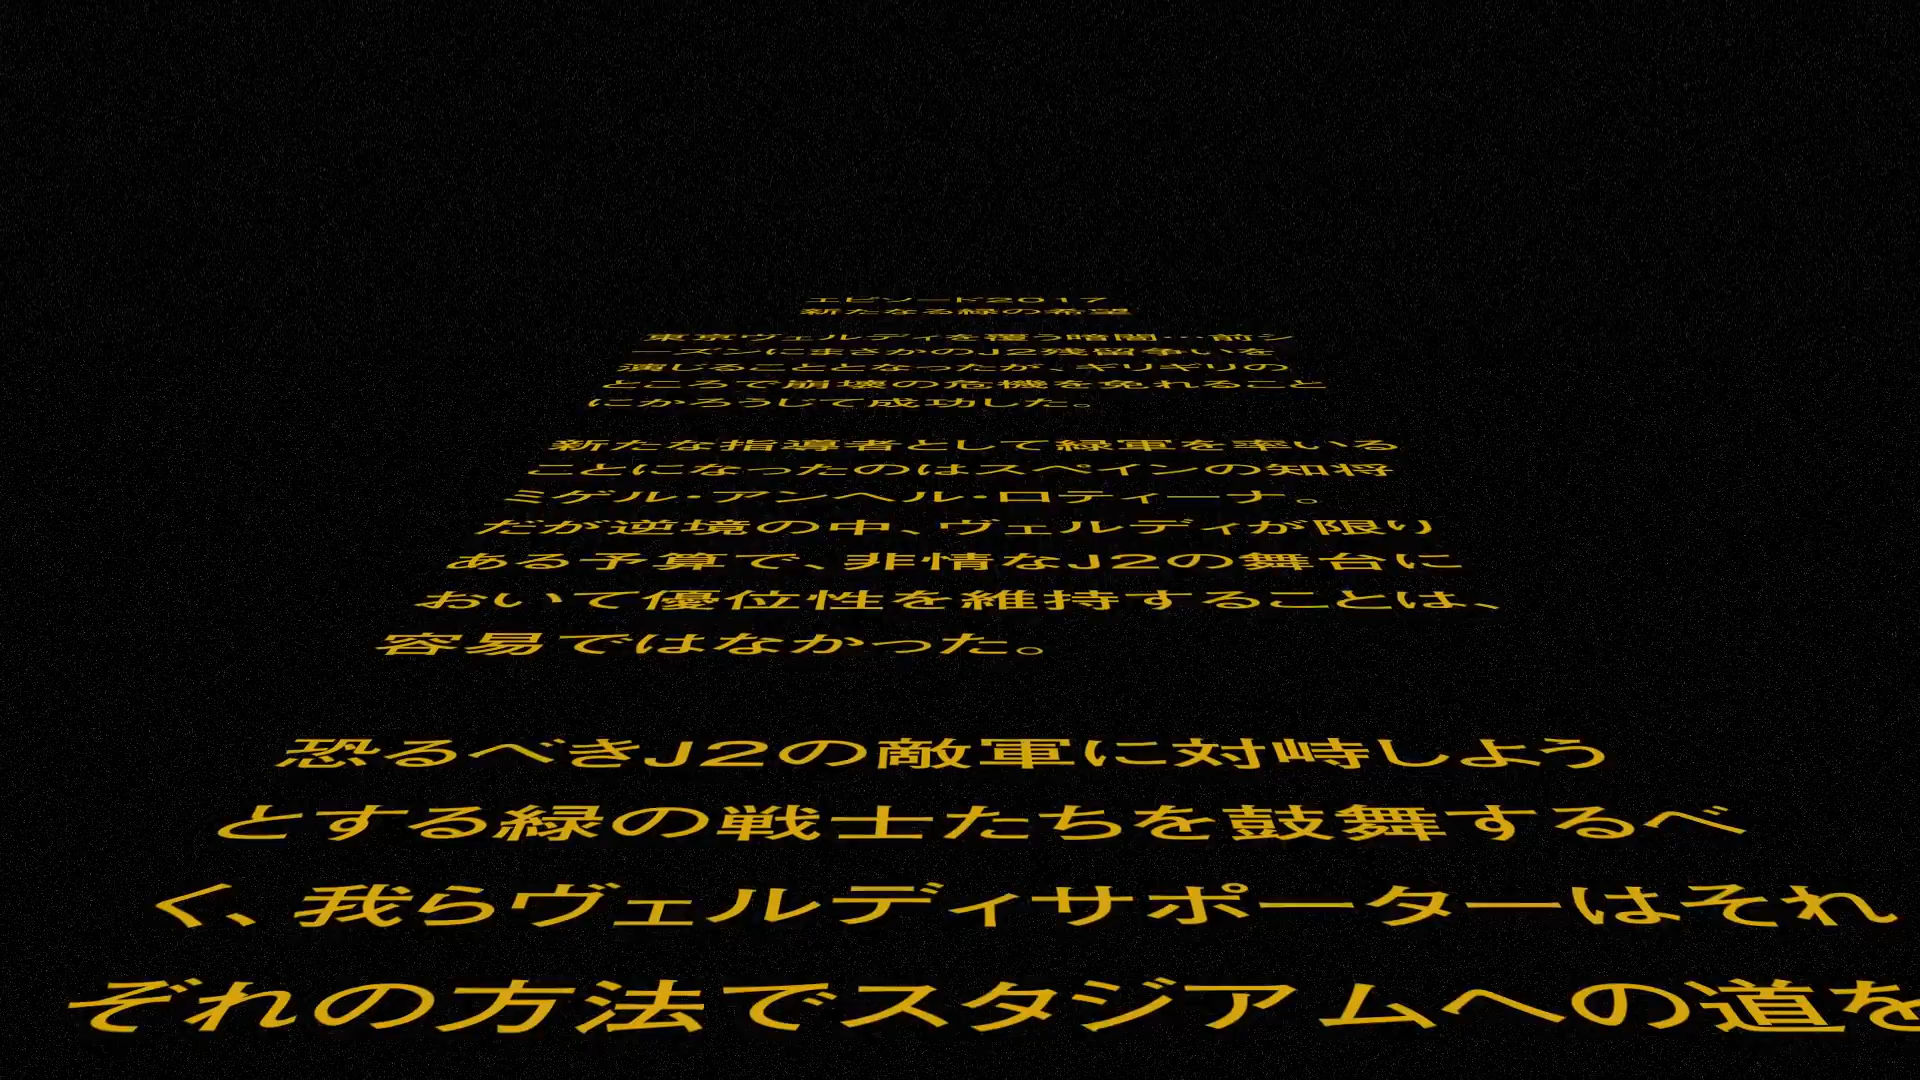 エピソード2017
新たなる緑の希望
東京ヴェルディを覆う暗闇…前シ
ーズンにまさかのJ2残留争いを
演じることとなったが、ギリギリの
ところで崩壊の危機を免れること
にかろうじて成功した。
新たな指導者として緑軍を率いる
ことになったのはスペインの知将
ミゲル・アンヘル・ロティーナ。
だが逆境の中、ヴェルディが限り
ある予算で、非情なJ2の舞台に
おいて優位性を維持することは、
容易ではなかった。
恐るべきJ2の敵軍に対峙しよう
とする緑の戦士たちを鼓舞するべ
く、我らヴェルディサポーターはそれ
ぞれの方法でスタジアムへの道を